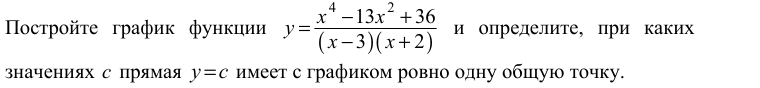 Постройте график функции y = (x⁴ − 13x² + 36) / ((x − 3)(x + 2)) и определите, при каких
значениях c прямая y = c имеет с графиком ровно одну общую точку.